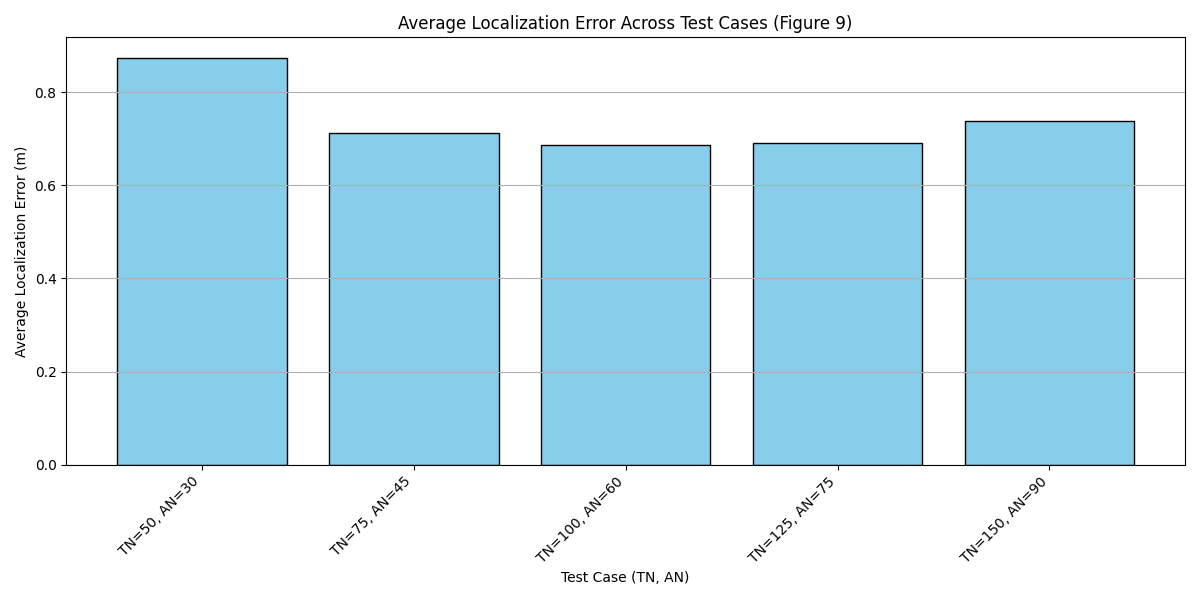 Average Localization Error Across Test Cases (Figure 9)
Average Localization Error (m)
0.8
0.6
0.4
0.2
0.0
TN=50, AN=30
TN=75, AN=45
TN=100, AN=60
TN=125, AN=75
TN=150, AN=90
Test Case (TN, AN)